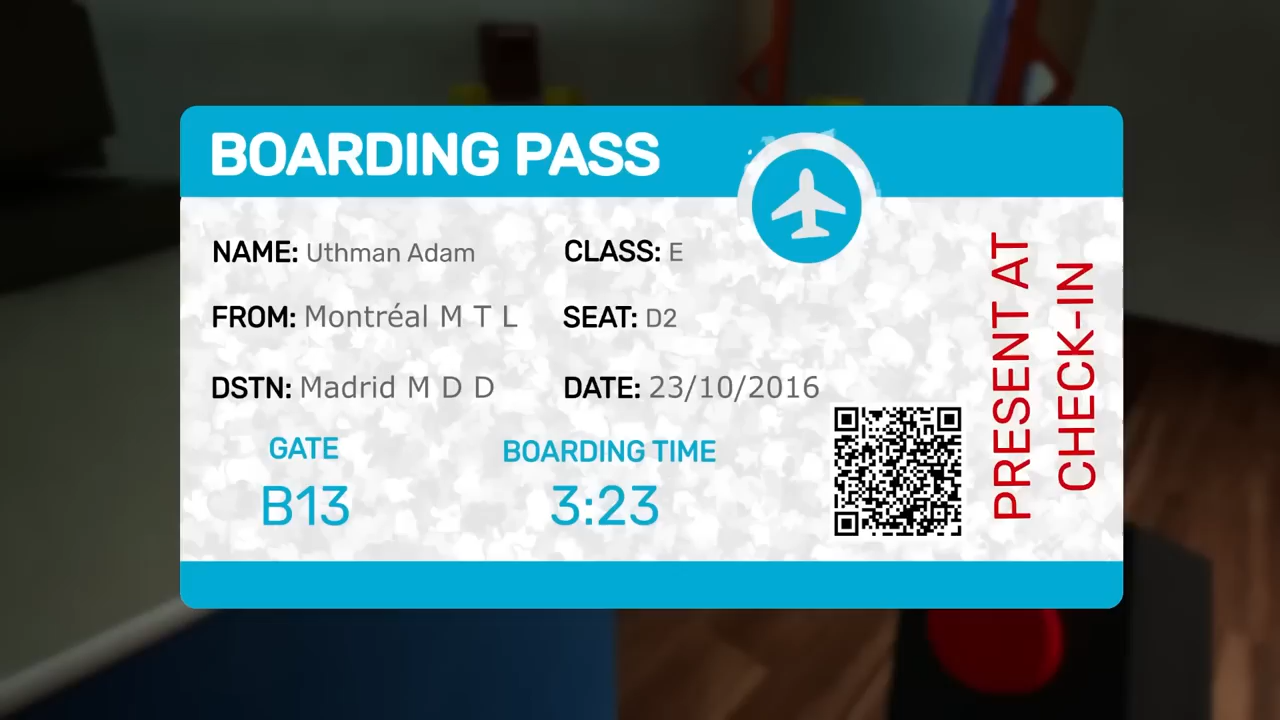 BOARDING PASS
NAME: Uthman Adam
CLASS: E
FROM: Montréal M T L
SEAT: D2
DSTN: Madrid M D D
DATE: 23/10/2016
GATE
BOARDING TIME
B13
3:23
PRESENT AT
CHECK-IN